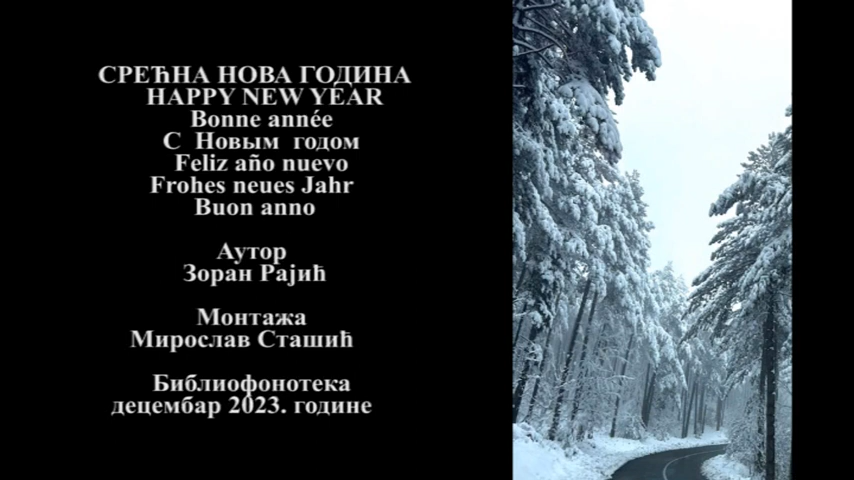 СРЕЋНА НОВА ГОДИНА
HAPPY NEW YEAR
Bonne année
С Новым годом
Feliz año nuevo
Frohes neues Jahr
Buon anno
Аутор
Зоран Рајић
Монтажа
Мирослав Сташић
Библиофонотека
децембар 2023. године